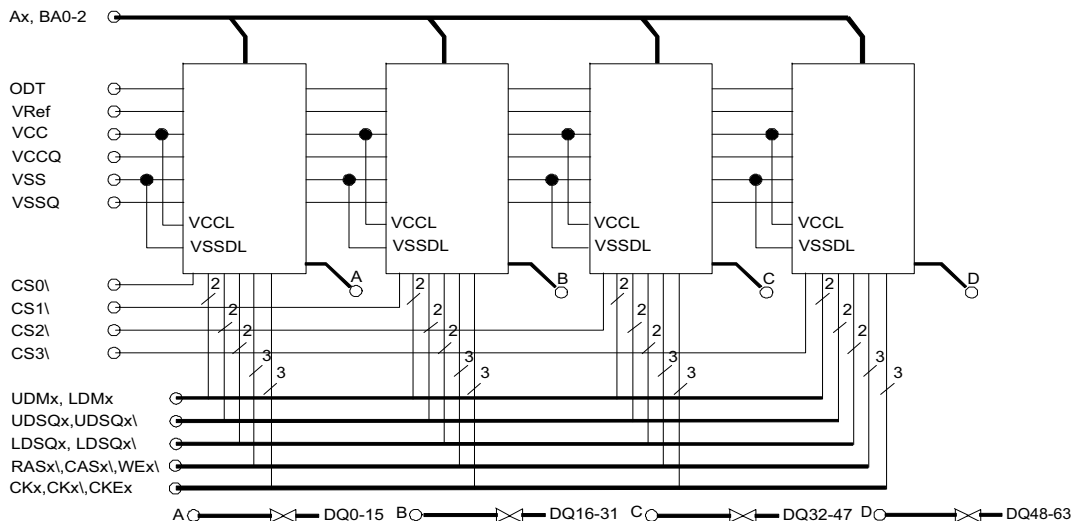 Ax, BA0-2
ODT
VRef
VCC
VCCQ
VSS
VSSQ
VCCL VCCL VCCL VCCL
VSSDL VSSDL VSSDL VSSDL
A B C D
CS0\
CS1\
CS2\
CS3\
2 2 2 2
2 2 2 2
2 2 2 2
3 3 3 3
3 3 3 3
UDMx, LDMx
UDSQx,UDSQx\
LDSQx, LDSQx\
RASx\,CASx\,WEx\
CKx,CKx\,CKEx
A DQ0-15 B DQ16-31 C DQ32-47 D DQ48-63